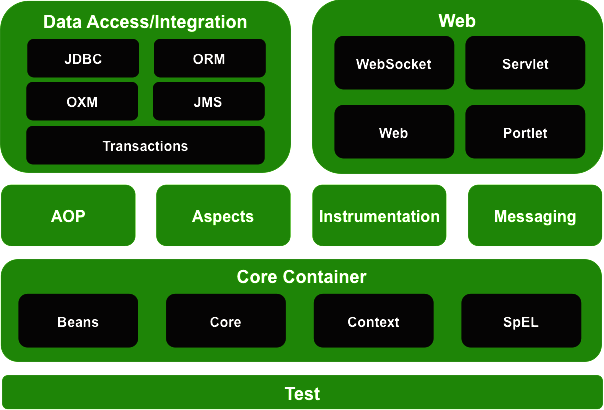 Data Access/Integration
JDBC
ORM
OXM
JMS
Transactions
Web
WebSocket
Servlet
Web
Portlet
AOP
Aspects
Instrumentation
Messaging
Core Container
Beans
Core
Context
SpEL
Test